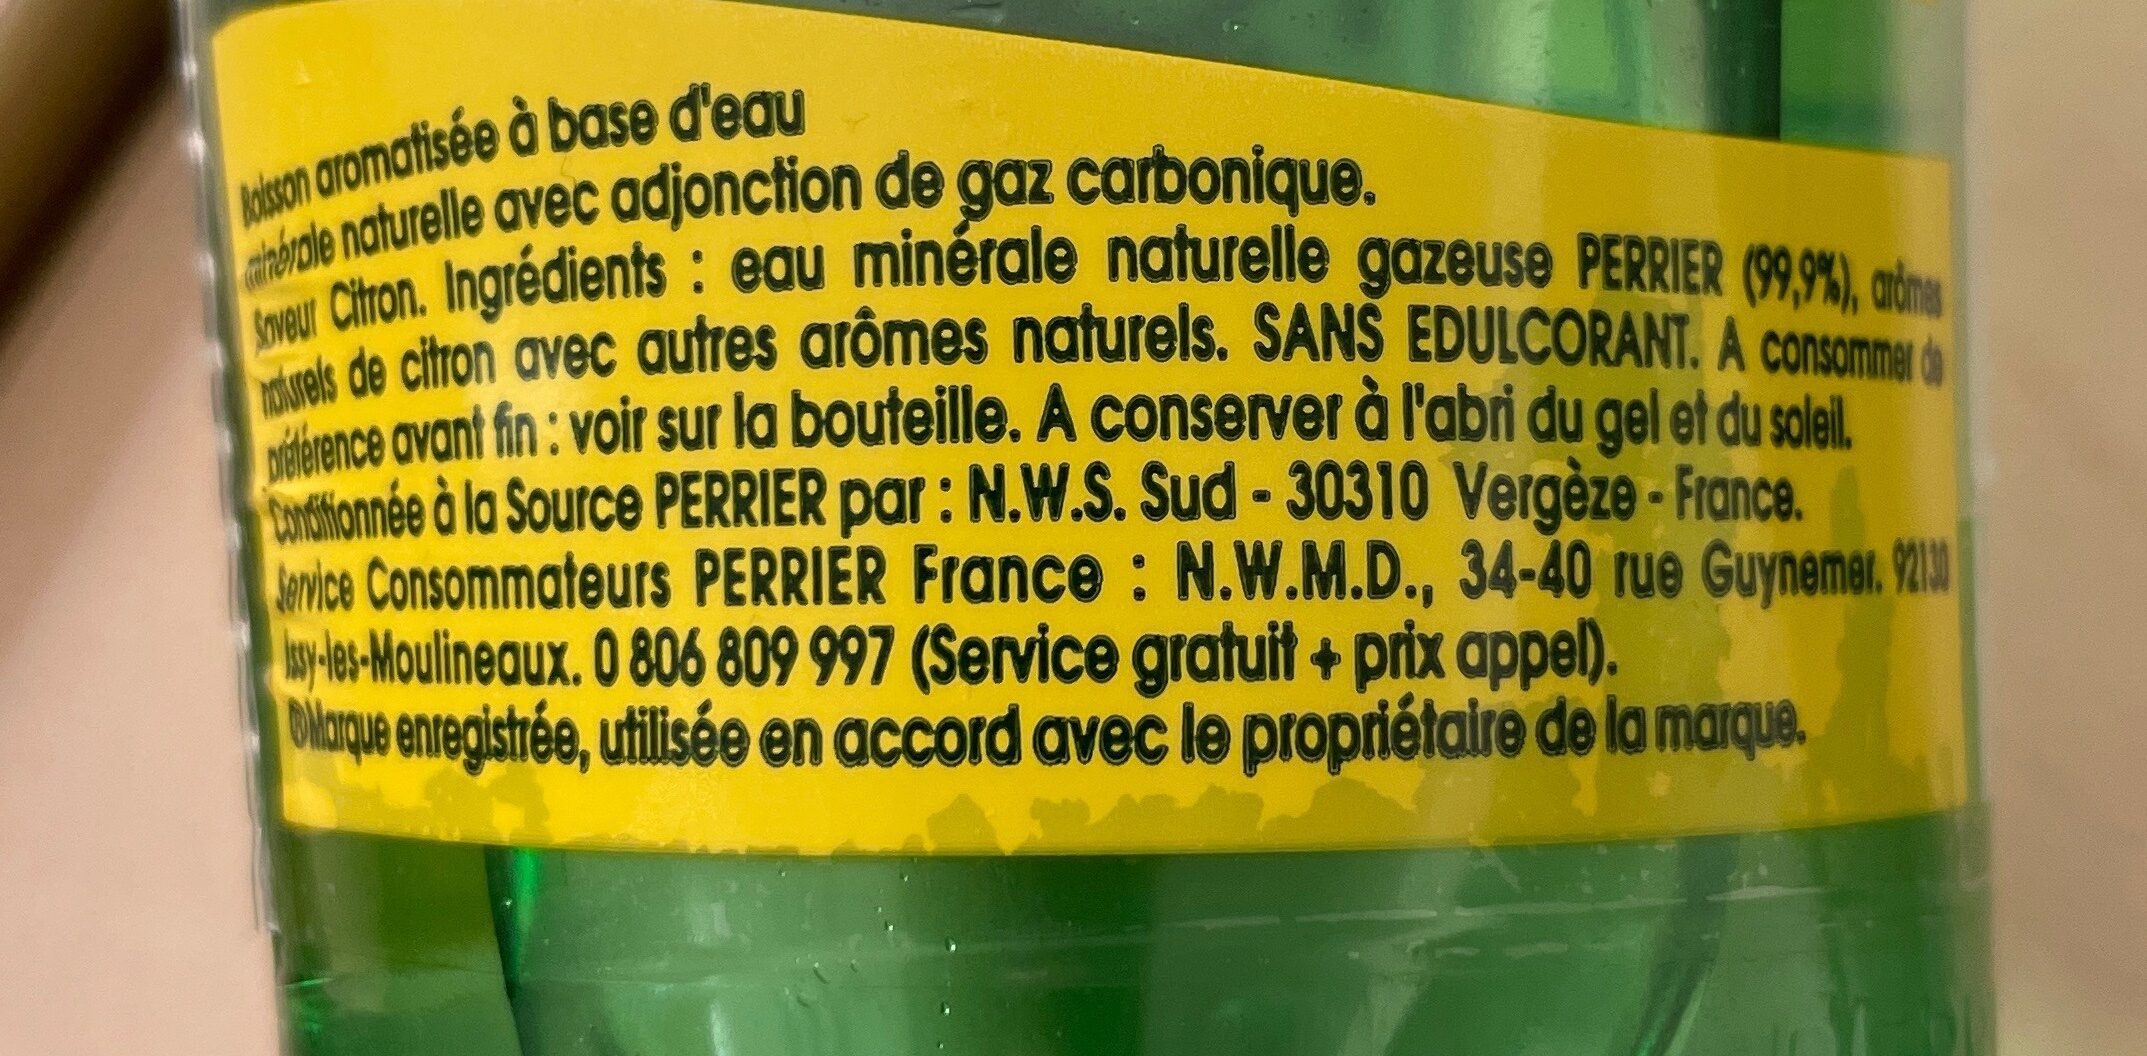 Boisson aromatisée à base d'eau
minérale naturelle avec adjonction de gaz carbonique.
Saveur Citron. Ingrédients : eau minérale naturelle gazeuse PERRIER (99,9%), arômes
naturels de citron avec autres arômes naturels. SANS EDULCORANT. A consommer de
préférence avant fin : voir sur la bouteille. A conserver à l'abri du gel et du soleil.
Conditionnée à la Source PERRIER par : N.W.S. Sud - 30310 Vergèze - France.
Service Consommateurs PERRIER France : N.W.M.D., 34-40 rue Guynemer. 92130
Issy-les-Moulineaux. 0 806 809 997 (Service gratuit + prix appel).
®Marque enregistrée, utilisée en accord avec le propriétaire de la marque.